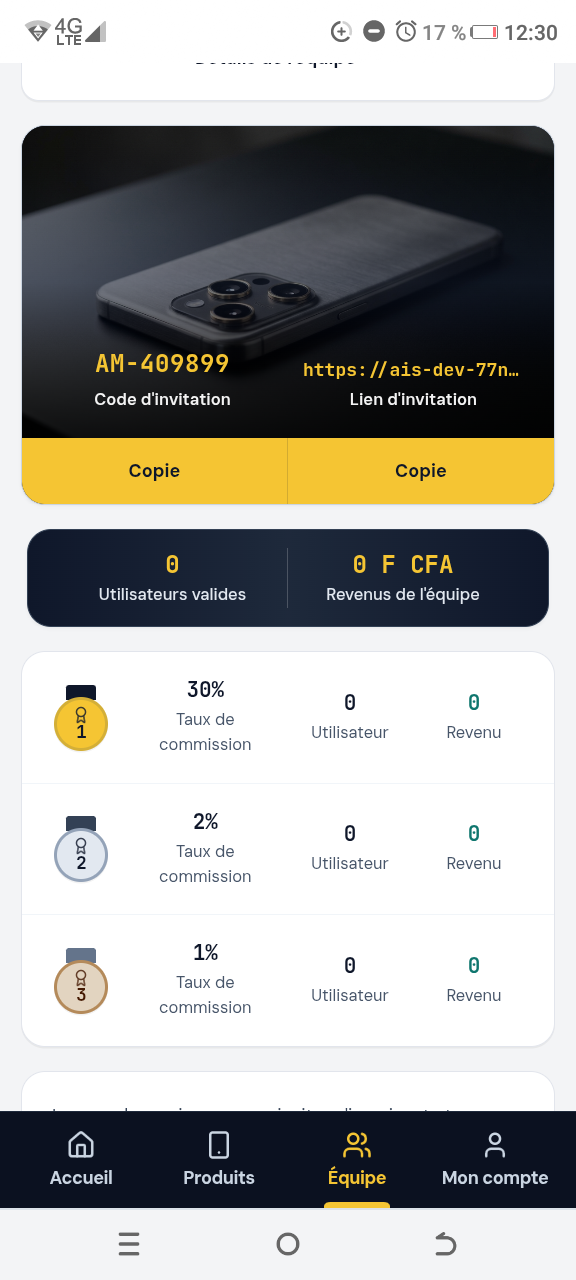 4G
LTE
17 %
12:30
Détails de l'équipe
AM-409899
https://ais-dev-77n…
Code d'invitation
Lien d'invitation
Copie
Copie
0
0 F CFA
Utilisateurs valides
Revenus de l'équipe
1
30%
Taux de
commission
0
Utilisateur
0
Revenu
2
2%
Taux de
commission
0
Utilisateur
0
Revenu
3
1%
Taux de
commission
0
Utilisateur
0
Revenu
Accueil
Produits
Équipe
Mon compte